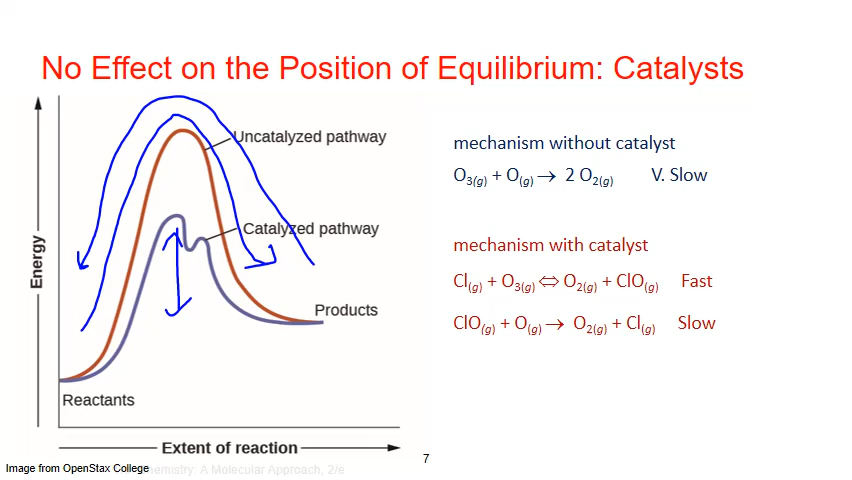 No Effect on the Position of Equilibrium: Catalysts
Uncatalyzed pathway
Catalyzed pathway
Energy
Products
Reactants
Extent of reaction
mechanism without catalyst
O3(g) + O(g) → 2 O2(g) V. Slow
mechanism with catalyst
Cl(g) + O3(g) ⇔ O2(g) + ClO(g) Fast
ClO(g) + O(g) → O2(g) + Cl(g) Slow
7
Image from OpenStax College
hemistry: A Molecular Approach, 2/e